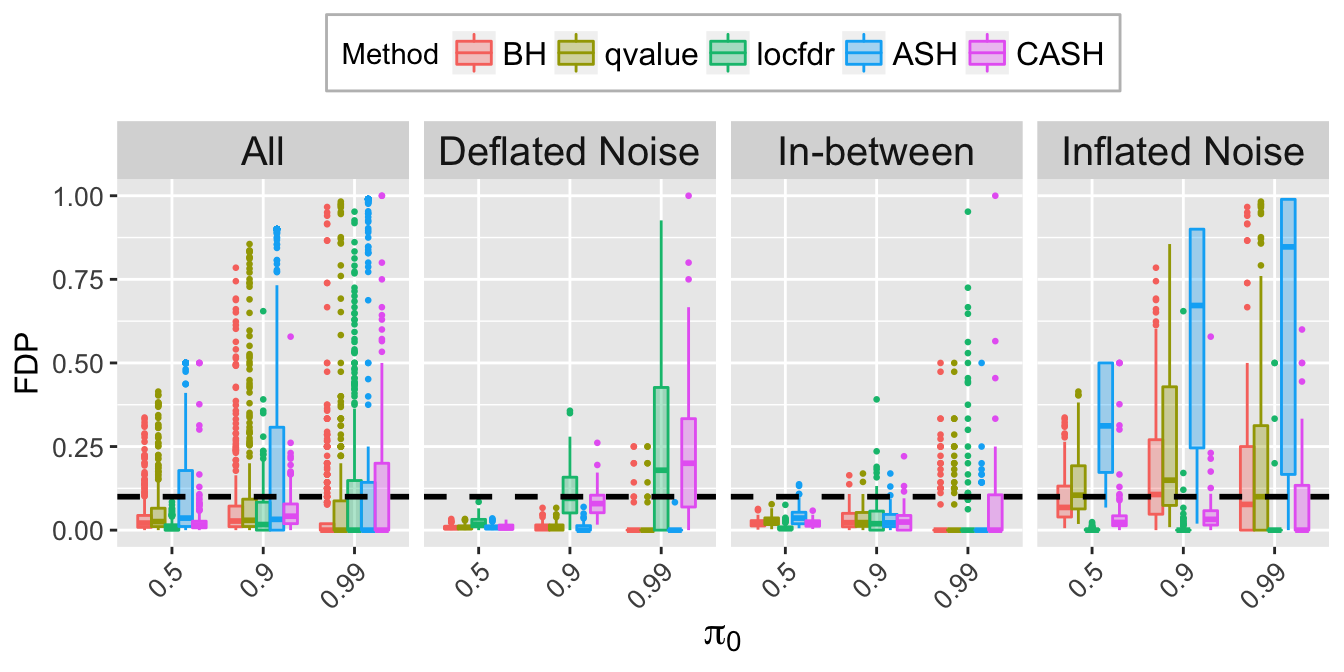 Method BH qvalue locfdr ASH CASH
All Deflated Noise In-between Inflated Noise
1.00
0.75
0.50
0.25
0.00
FDP
0.5 0.9 0.99 0.5 0.9 0.99 0.5 0.9 0.99 0.5 0.9 0.99
π₀